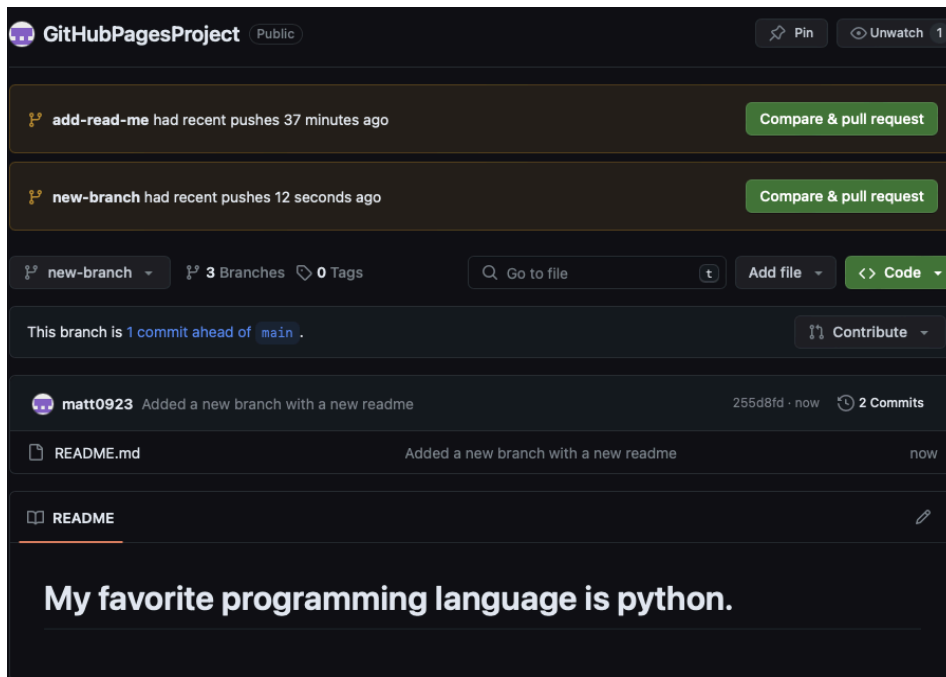 GitHubPagesProject Public Pin Unwatch 1
add-read-me had recent pushes 37 minutes ago Compare & pull request
new-branch had recent pushes 12 seconds ago Compare & pull request
new-branch 3 Branches 0 Tags Go to file t Add file <> Code
This branch is 1 commit ahead of main . Contribute
matt0923 Added a new branch with a new readme 255d8fd · now 2 Commits
README.md Added a new branch with a new readme now
README
My favorite programming language is python.